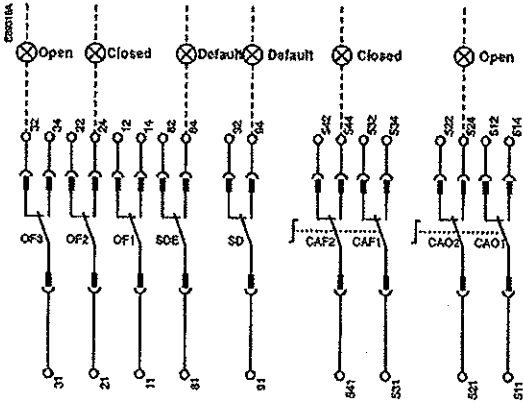 Open
Closed
Default
Default
Closed
Open
32
34
22
24
12
14
82
84
92
94
542
544
532
534
522
524
512
514
OF3
OF2
OF1
SDE
SD
CAF2
CAF1
CAO2
CAO1
31
21
11
81
91
541
531
521
511